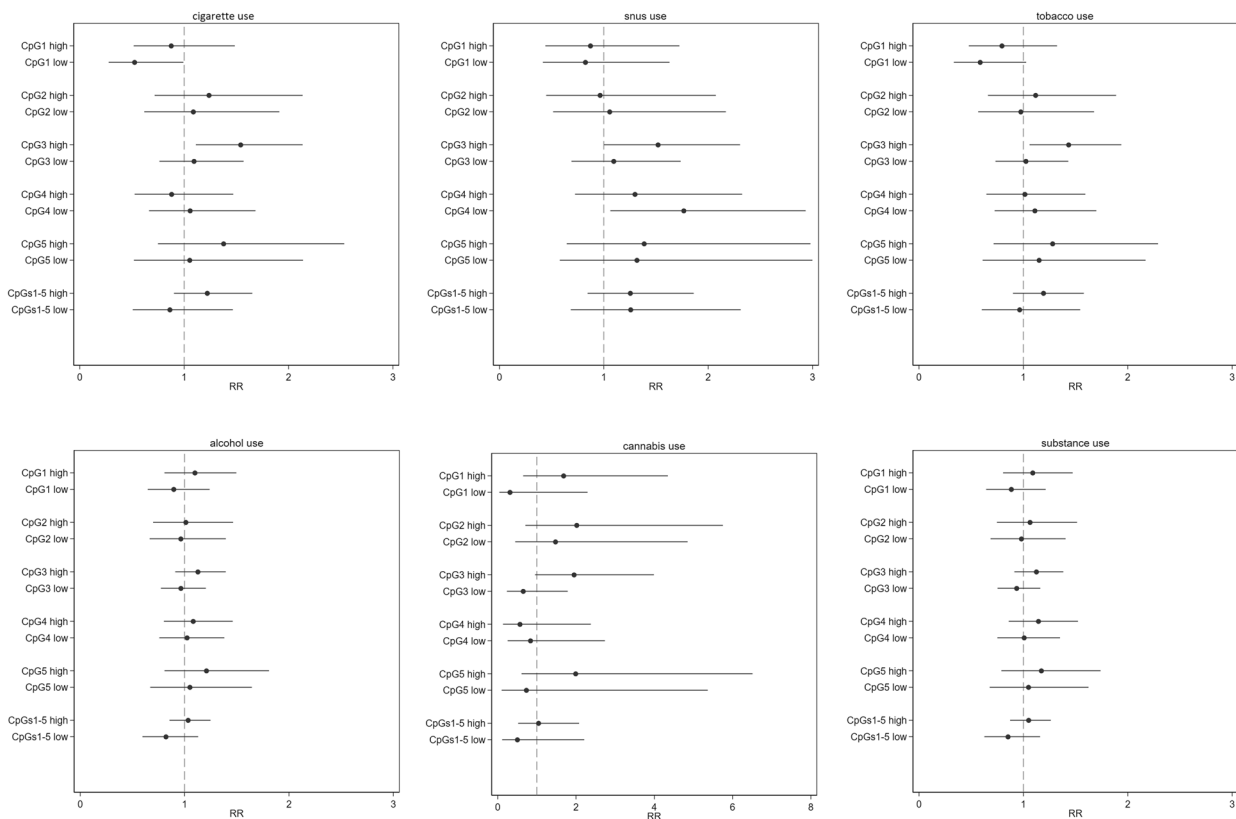 cigarette use
CpG1 high
CpG1 low
CpG2 high
CpG2 low
CpG3 high
CpG3 low
CpG4 high
CpG4 low
CpG5 high
CpG5 low
CpGs1-5 high
CpGs1-5 low
0 1 2 3
RR
snus use
CpG1 high
CpG1 low
CpG2 high
CpG2 low
CpG3 high
CpG3 low
CpG4 high
CpG4 low
CpG5 high
CpG5 low
CpGs1-5 high
CpGs1-5 low
0 1 2 3
RR
tobacco use
CpG1 high
CpG1 low
CpG2 high
CpG2 low
CpG3 high
CpG3 low
CpG4 high
CpG4 low
CpG5 high
CpG5 low
CpGs1-5 high
CpGs1-5 low
0 1 2 3
RR
alcohol use
CpG1 high
CpG1 low
CpG2 high
CpG2 low
CpG3 high
CpG3 low
CpG4 high
CpG4 low
CpG5 high
CpG5 low
CpGs1-5 high
CpGs1-5 low
0 1 2 3
RR
cannabis use
CpG1 high
CpG1 low
CpG2 high
CpG2 low
CpG3 high
CpG3 low
CpG4 high
CpG4 low
CpG5 high
CpG5 low
CpGs1-5 high
CpGs1-5 low
0 2 4 6 8
RR
substance use
CpG1 high
CpG1 low
CpG2 high
CpG2 low
CpG3 high
CpG3 low
CpG4 high
CpG4 low
CpG5 high
CpG5 low
CpGs1-5 high
CpGs1-5 low
0 1 2 3
RR